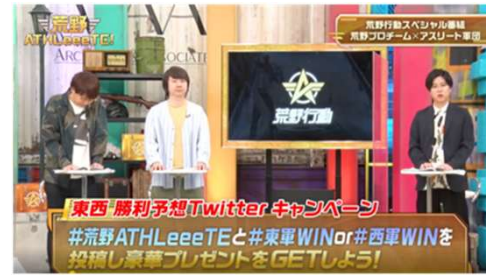 荒野
ATHLeeeTE!
荒野行動スペシャル番組
荒野プロチーム×アスリート軍団
荒野行動
東西 勝利予想Twitterキャンペーン
#荒野ATHLeeeTEと#東軍WINor#西軍WINを
投稿し豪華プレゼントをGETしよう!